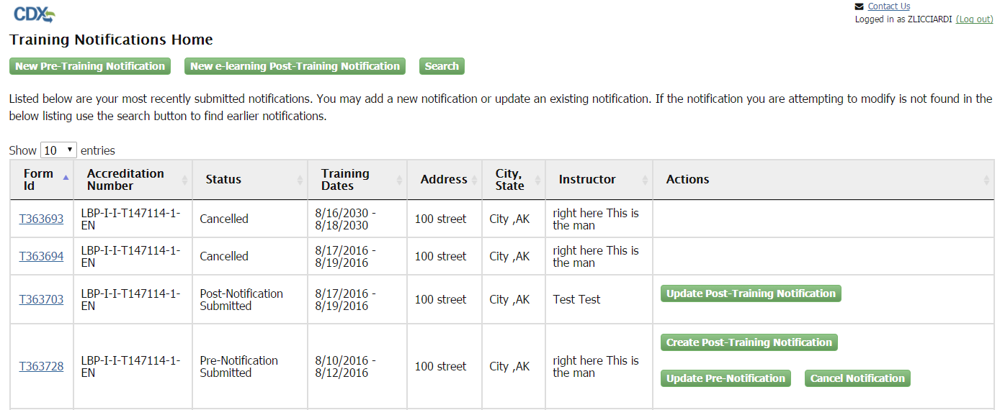 CDX
Contact Us
Logged in as ZLICCIARDI (Log out)
Training Notifications Home
New Pre-Training Notification New e-learning Post-Training Notification Search
Listed below are your most recently submitted notifications. You may add a new notification or update an existing notification. If the notification you are attempting to modify is not found in the
below listing use the search button to find earlier notifications.
Show 10 entries
Form
Id
Accreditation
Number
Status
Training
Dates
Address
City,
State
Instructor
Actions
T363693
LBP-I-I-T147114-1-
EN
Cancelled
8/16/2030 -
8/18/2030
100 street
City ,AK
right here This is
the man
T363694
LBP-I-I-T147114-1-
EN
Cancelled
8/17/2016 -
8/19/2016
100 street
City ,AK
right here This is
the man
T363703
LBP-I-I-T147114-1-
EN
Post-Notification
Submitted
8/17/2016 -
8/19/2016
100 street
City ,AK
Test Test
Update Post-Training Notification
T363728
LBP-I-I-T147114-1-
EN
Pre-Notification
Submitted
8/10/2016 -
8/12/2016
100 street
City ,AK
right here This is
the man
Create Post-Training Notification
Update Pre-Notification Cancel Notification